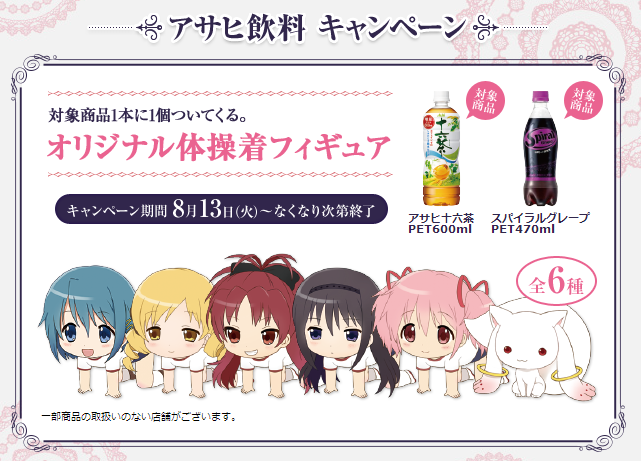 アサヒ飲料 キャンペーン
対象商品1本に1個ついてくる。
オリジナル体操着フィギュア
キャンペーン期間 8月13日(火)～なくなり次第終了
対象
商品
対象
商品
十六茶
Spiral
アサヒ十六茶
PET600ml
スパイラルグレープ
PET470ml
全6種
一部商品の取扱いのない店舗がございます。